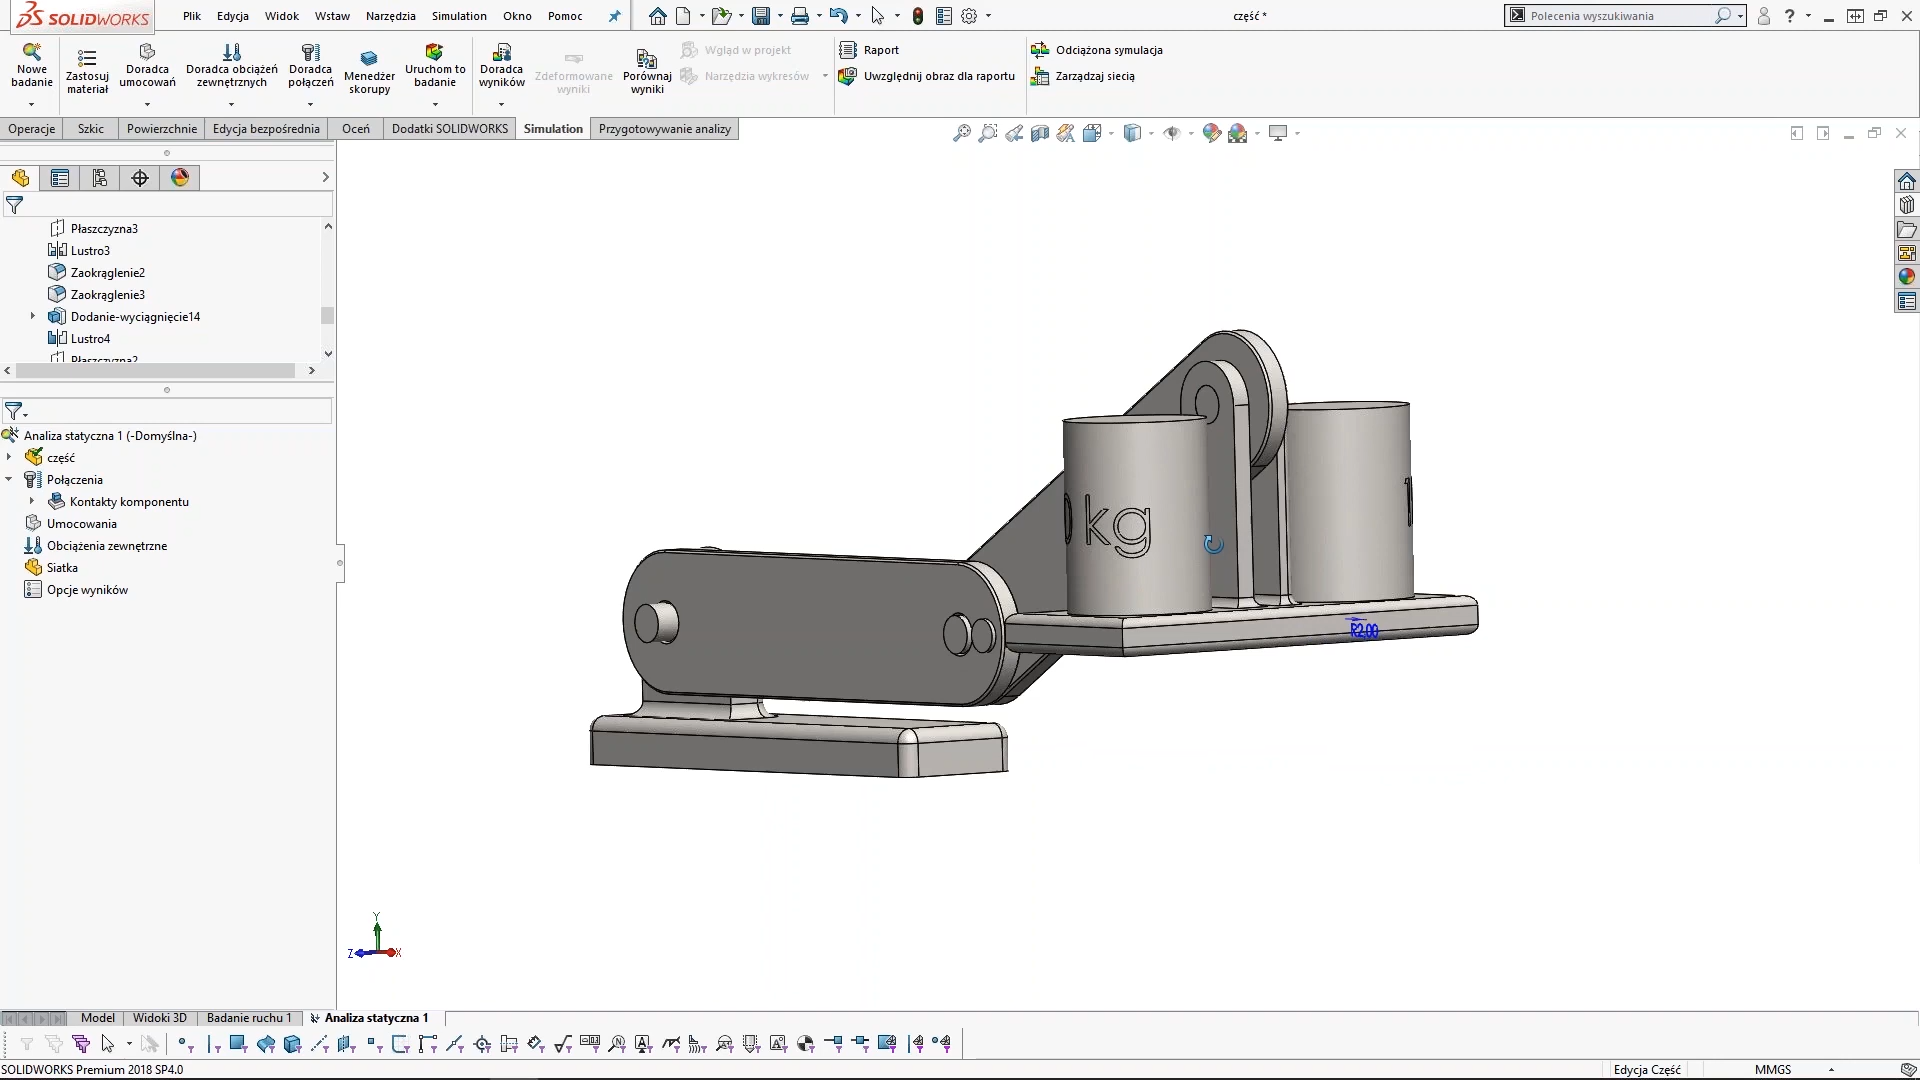 SOLIDWORKS
Plik Edycja Widok Wstaw Narzędzia Simulation Okno Pomoc
część *
Polecenia wyszukiwania
Nowe badanie
Zastosuj materiał
Doradca umocowań
Doradca obciążeń zewnętrznych
Doradca połączeń
Menedżer skorupy
Uruchom to badanie
Doradca wyników
Zdeformowane wyniki
Porównaj wyniki
Wgląd w projekt
Narzędzia wykresów
Raport
Uwzględnij obraz dla raportu
Odciążona symulacja
Zarządzaj siecią
Operacje Szkic Powierzchnie Edycja bezpośrednia Oceń Dodatki SOLIDWORKS Simulation Przygotowywanie analizy
Płaszczyzna3
Lustro3
Zaokrąglenie2
Zaokrąglenie3
Dodanie-wyciągnięcie14
Lustro4
Płaszczyzna2
Analiza statyczna 1 (-Domyślna-)
część
Połączenia
Kontakty komponentu
Umocowania
Obciążenia zewnętrzne
Siatka
Opcje wyników
kg
R2,00
Y
Z X
Model Widoki 3D Badanie ruchu 1 Analiza statyczna 1
SOLIDWORKS Premium 2018 SP4.0
Edycja Część
MMGS